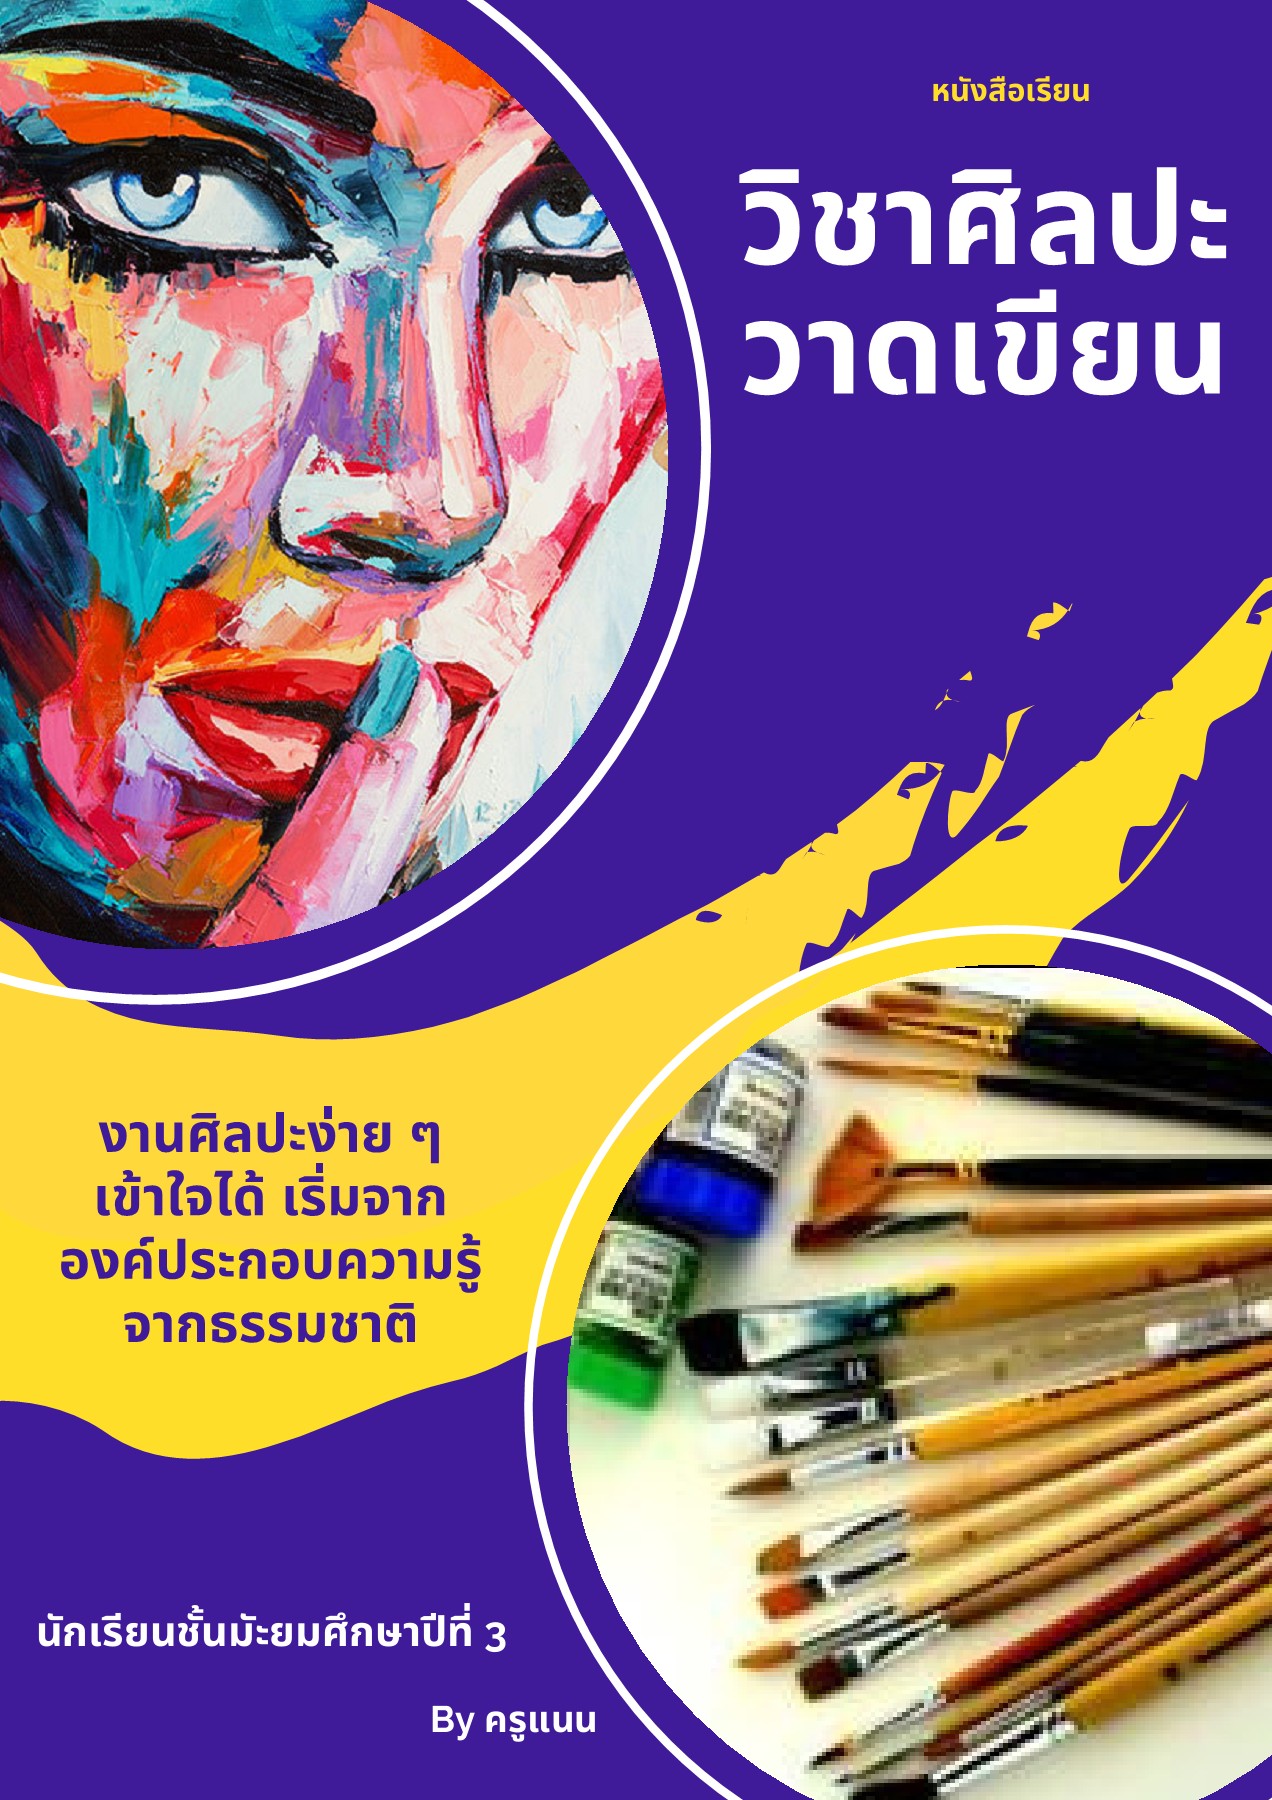 หนังสือเรียน
วิชาศิลปะ
วาดเขียน
งานศิลปะง่าย ๆ
เข้าใจได้ เริ่มจาก
องค์ประกอบความรู้
จากธรรมชาติ
นักเรียนชั้นมัะยมศึกษาปีที่ 3
By ครูแนน